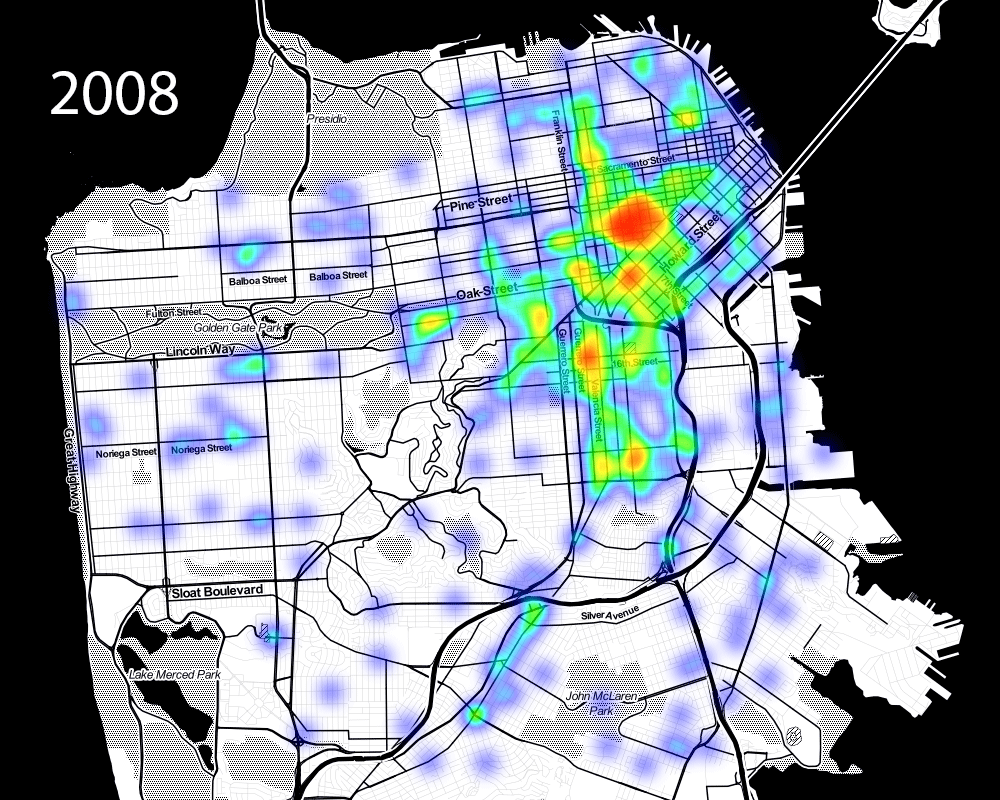 2008
Presidio
Franklin Street
Sacramento Street
Pine Street
Howard Street
Balboa Street
Balboa Street
Oak Street
Fulton Street
Golden Gate Park
Lincoln Way
Guerrero Street
Guerrero Street
Valencia Street
16th Street
Great Highway
Noriega Street
Noriega Street
Sloat Boulevard
Silver Avenue
Lake Merced Park
John McLaren
Park